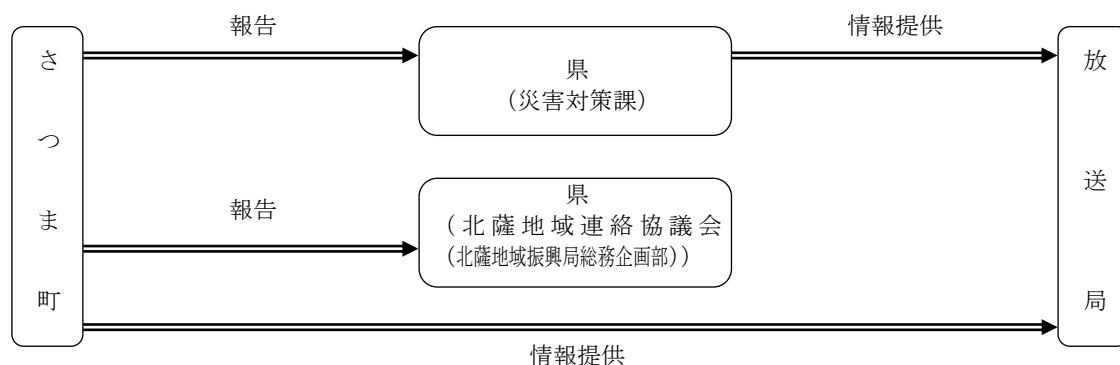 報告
情報提供
さつま町
県
(災害対策課)
放送局
報告
県
(北薩地域連絡協議会
(北薩地域振興局総務企画部))
情報提供